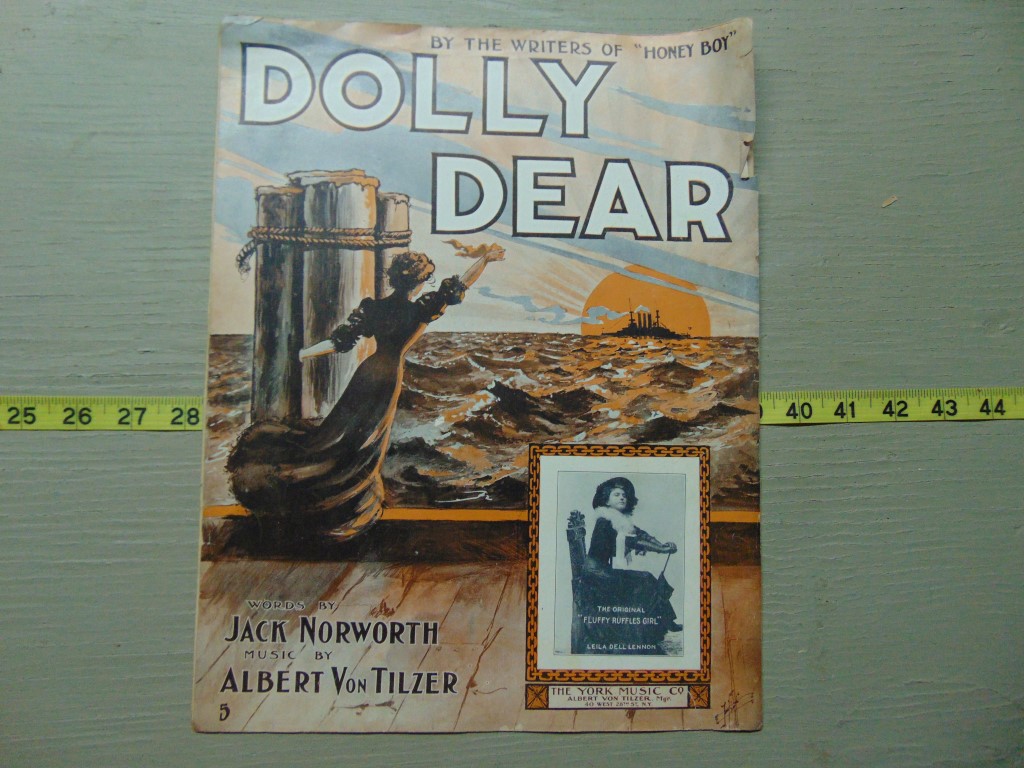 BY THE WRITERS OF "HONEY BOY"
DOLLY
DEAR
25 26 27 28
40 41 42 43 44
THE ORIGINAL
"FLUFFY RUFFLES GIRL"
LEILA DELL LENNON
WORDS BY
JACK NORWORTH
MUSIC BY
ALBERT VON TILZER
5
THE YORK MUSIC CO
ALBERT VON TILZER, Mgr.
40 WEST 28TH ST. N.Y.